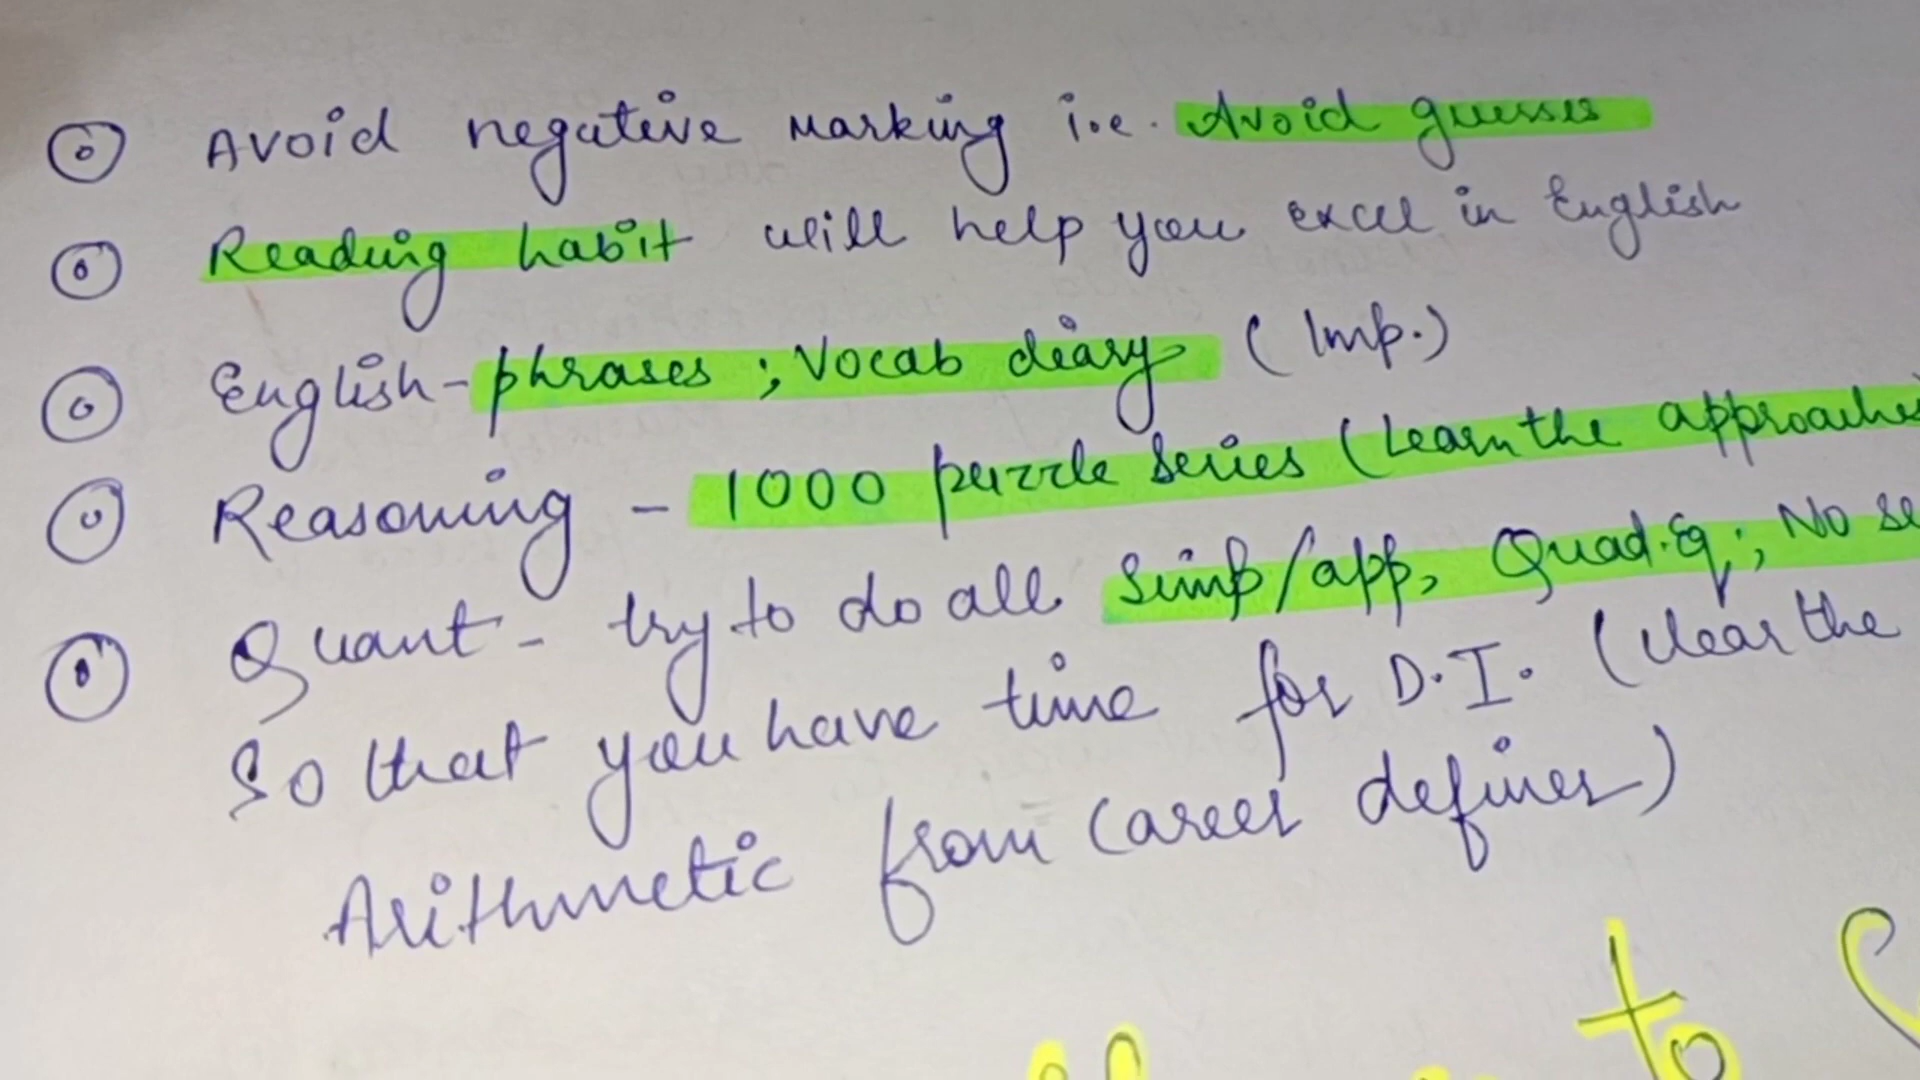 Avoid negative marking i.e. Avoid guesses
Reading habit will help you excel in English
English - phrases ; Vocab diary (Imp.)
Reasoning - 1000 puzzle series (Learn the approaches
Quant - try to do all Simp/app, Quad. Eq.; No se
So that you have time for D.I. (clear the
Arithmetic from Career definer)
to